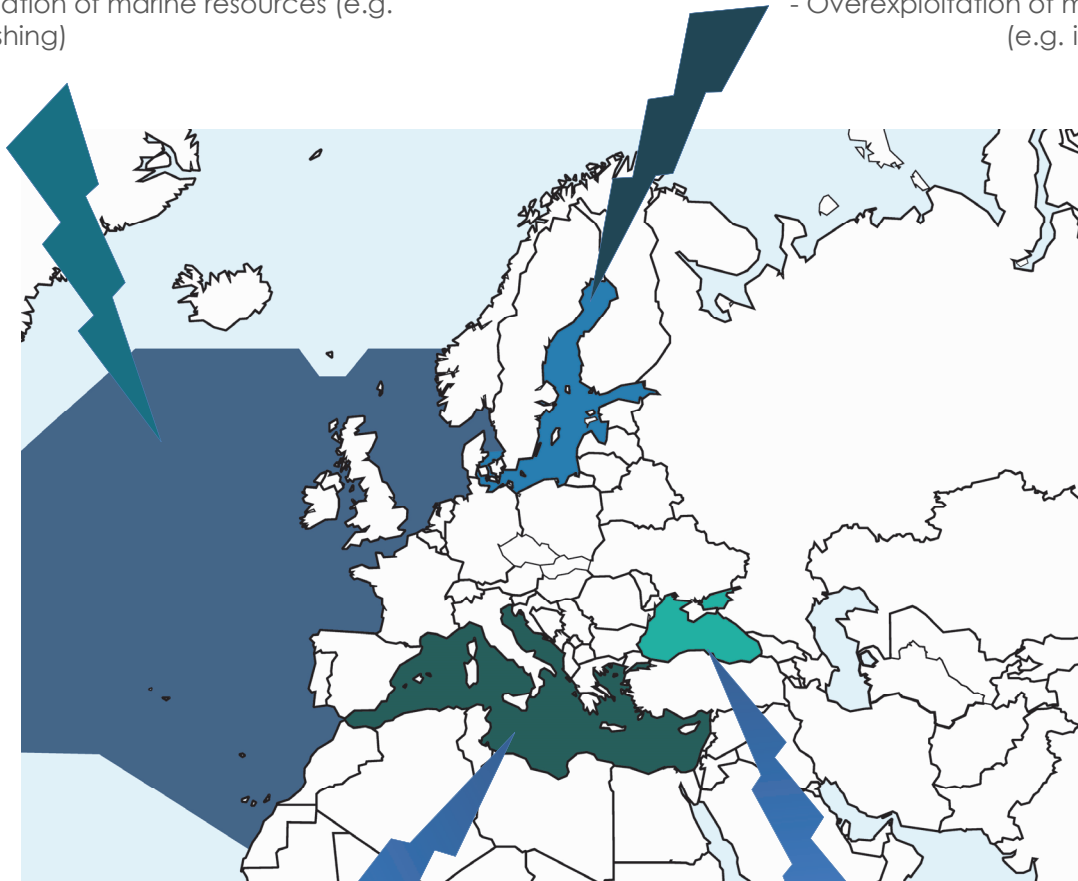 ation of marine resources (e.g.
shing)
- Overexploitation of m
(e.g. i